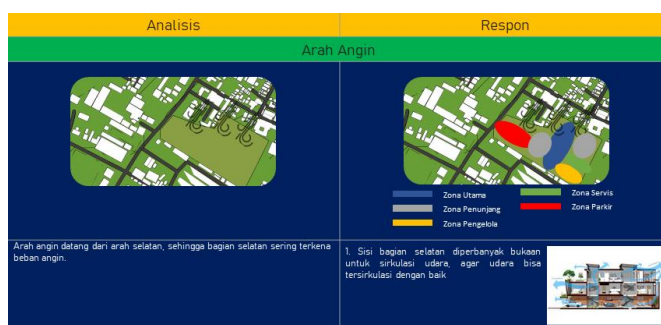 Analisis
Respon
Arah Angin
Zona Utama
Zona Servis
Zona Penunjang
Zona Parkir
Zona Pengelola
Arah angin datang dari arah selatan, sehingga bagian selatan sering terkena
beban angin.
1. Sisi bagian selatan diperbanyak bukaan
untuk sirkulasi udara, agar udara bisa
tersirkulasi dengan baik